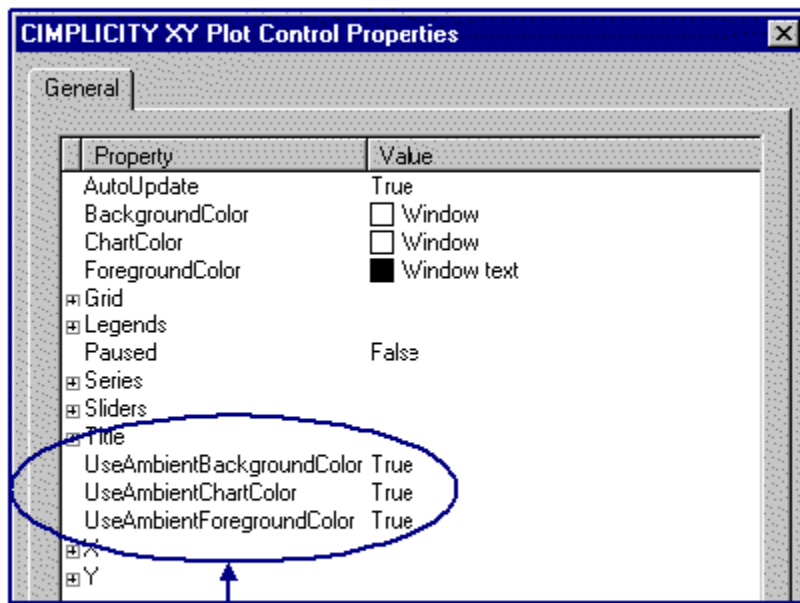 CIMPLICITY XY Plot Control Properties
General
Property Value
AutoUpdate True
BackgroundColor Window
ChartColor Window
ForegroundColor Window text
Grid
Legends
Paused False
Series
Sliders
Title
UseAmbientBackgroundColor True
UseAmbientChartColor True
UseAmbientForegroundColor True
X
Y